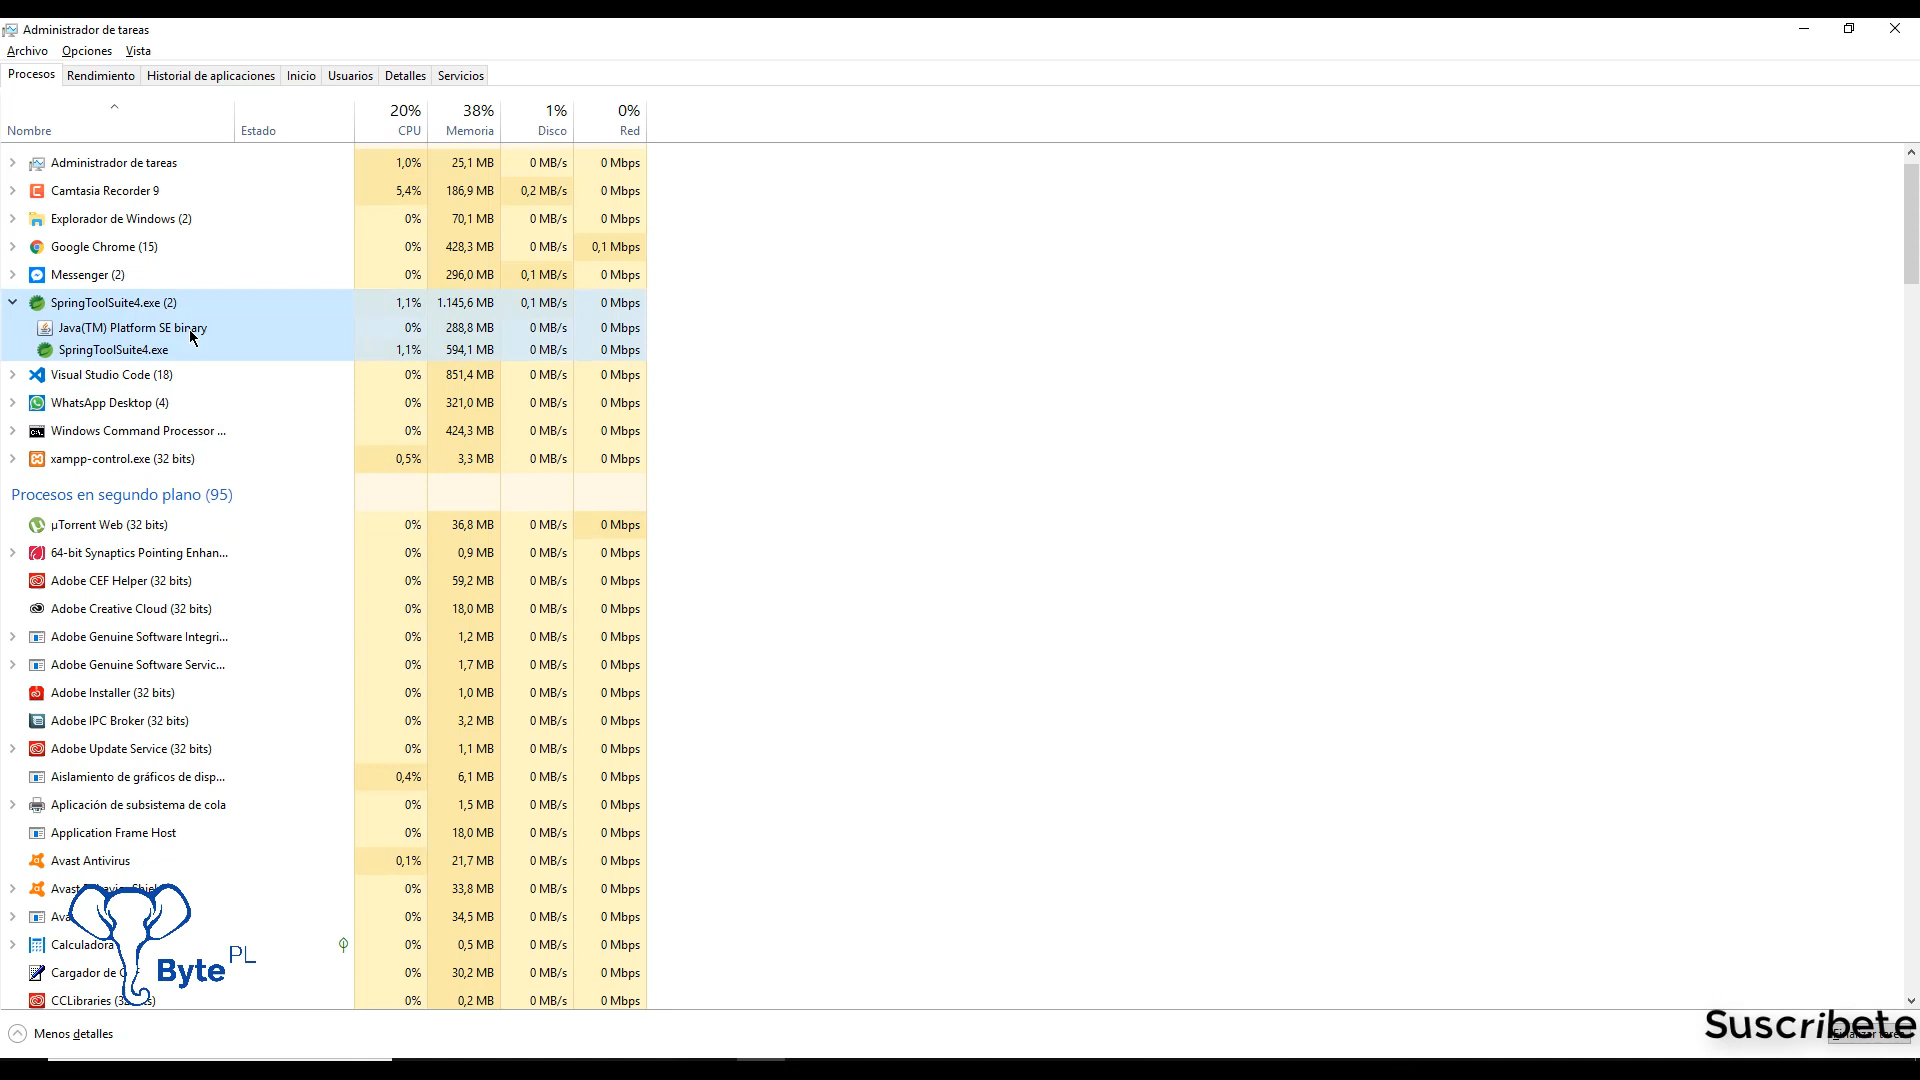 Administrador de tareas
Archivo Opciones Vista
Procesos Rendimiento Historial de aplicaciones Inicio Usuarios Detalles Servicios
20% 38% 1% 0%
Nombre Estado CPU Memoria Disco Red
Administrador de tareas 1,0% 25,1 MB 0 MB/s 0 Mbps
Camtasia Recorder 9 5,4% 186,9 MB 0,2 MB/s 0 Mbps
Explorador de Windows (2) 0% 70,1 MB 0 MB/s 0 Mbps
Google Chrome (15) 0% 428,3 MB 0 MB/s 0,1 Mbps
Messenger (2) 0% 296,0 MB 0,1 MB/s 0 Mbps
SpringToolSuite4.exe (2) 1,1% 1.145,6 MB 0,1 MB/s 0 Mbps
Java(TM) Platform SE binary 0% 288,8 MB 0 MB/s 0 Mbps
SpringToolSuite4.exe 1,1% 594,1 MB 0 MB/s 0 Mbps
Visual Studio Code (18) 0% 851,4 MB 0 MB/s 0 Mbps
WhatsApp Desktop (4) 0% 321,0 MB 0 MB/s 0 Mbps
Windows Command Processor ... 0% 424,3 MB 0 MB/s 0 Mbps
xampp-control.exe (32 bits) 0,5% 3,3 MB 0 MB/s 0 Mbps
Procesos en segundo plano (95)
µTorrent Web (32 bits) 0% 36,8 MB 0 MB/s 0 Mbps
64-bit Synaptics Pointing Enhan... 0% 0,9 MB 0 MB/s 0 Mbps
Adobe CEF Helper (32 bits) 0% 59,2 MB 0 MB/s 0 Mbps
Adobe Creative Cloud (32 bits) 0% 18,0 MB 0 MB/s 0 Mbps
Adobe Genuine Software Integri... 0% 1,2 MB 0 MB/s 0 Mbps
Adobe Genuine Software Servic... 0% 1,7 MB 0 MB/s 0 Mbps
Adobe Installer (32 bits) 0% 1,0 MB 0 MB/s 0 Mbps
Adobe IPC Broker (32 bits) 0% 3,2 MB 0 MB/s 0 Mbps
Adobe Update Service (32 bits) 0% 1,1 MB 0 MB/s 0 Mbps
Aislamiento de gráficos de disp... 0,4% 6,1 MB 0 MB/s 0 Mbps
Aplicación de subsistema de cola 0% 1,5 MB 0 MB/s 0 Mbps
Application Frame Host 0% 18,0 MB 0 MB/s 0 Mbps
Avast Antivirus 0,1% 21,7 MB 0 MB/s 0 Mbps
Avast 0% 33,8 MB 0 MB/s 0 Mbps
0% 34,5 MB 0 MB/s 0 Mbps
Calculadora 0% 0,5 MB 0 MB/s 0 Mbps
Cargador de 0% 30,2 MB 0 MB/s 0 Mbps
CCLibraries 0% 0,2 MB 0 MB/s 0 Mbps
Byte PL
Menos detalles
Suscribete